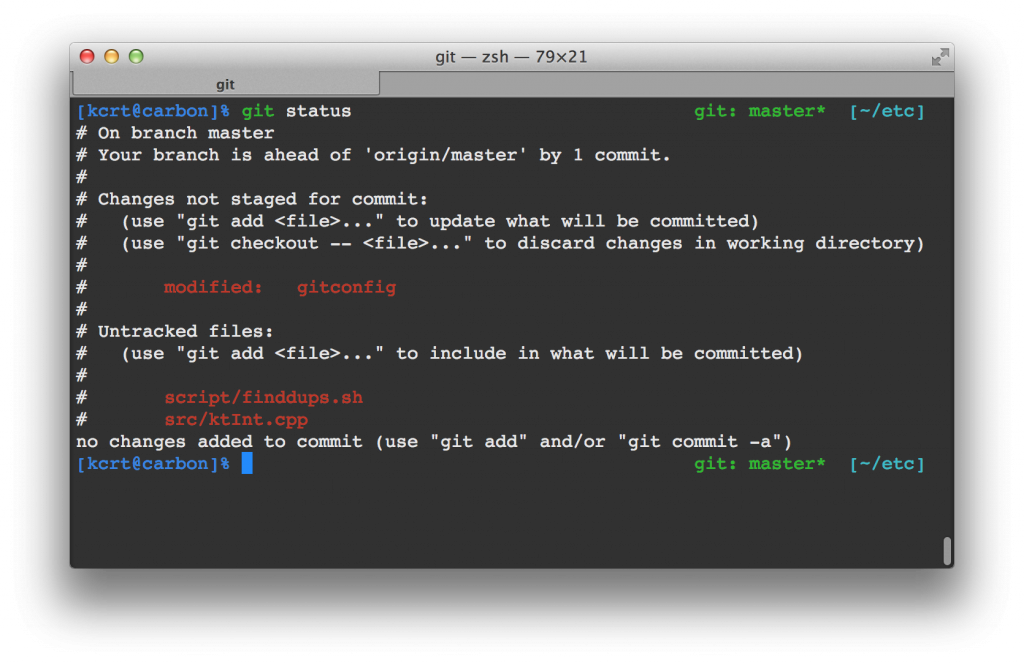 git — zsh — 79×21
git
[kcrt@carbon]% git status git: master* [~/etc]
# On branch master
# Your branch is ahead of 'origin/master' by 1 commit.
#
# Changes not staged for commit:
#   (use "git add <file>..." to update what will be committed)
#   (use "git checkout -- <file>..." to discard changes in working directory)
#
#       modified:   gitconfig
#
# Untracked files:
#   (use "git add <file>..." to include in what will be committed)
#
#       script/finddups.sh
#       src/ktInt.cpp
no changes added to commit (use "git add" and/or "git commit -a")
[kcrt@carbon]% git: master* [~/etc]